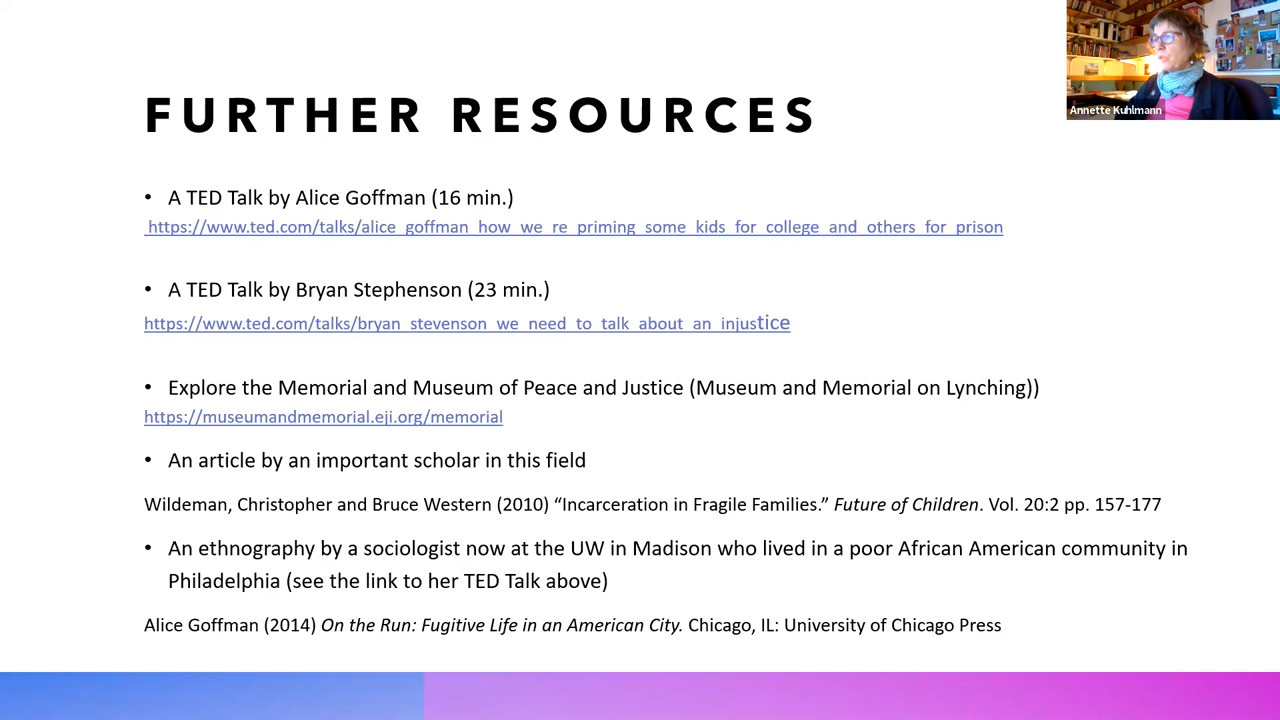 FURTHER RESOURCES
Annette Kuhlmann
• A TED Talk by Alice Goffman (16 min.)
https://www.ted.com/talks/alice_goffman_how_we_re_priming_some_kids_for_college_and_others_for_prison
• A TED Talk by Bryan Stephenson (23 min.)
https://www.ted.com/talks/bryan_stevenson_we_need_to_talk_about_an_injustice
• Explore the Memorial and Museum of Peace and Justice (Museum and Memorial on Lynching))
https://museumandmemorial.eji.org/memorial
• An article by an important scholar in this field
Wildeman, Christopher and Bruce Western (2010) “Incarceration in Fragile Families.” Future of Children. Vol. 20:2 pp. 157-177
• An ethnography by a sociologist now at the UW in Madison who lived in a poor African American community in
Philadelphia (see the link to her TED Talk above)
Alice Goffman (2014) On the Run: Fugitive Life in an American City. Chicago, IL: University of Chicago Press